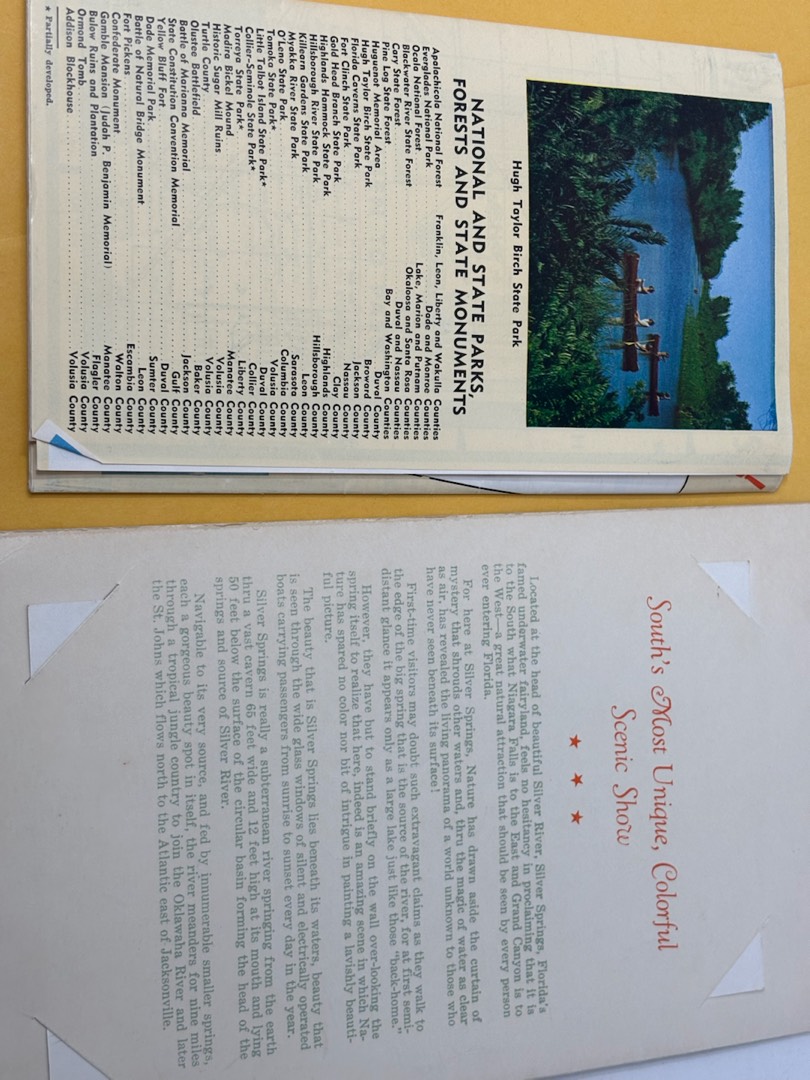 Hugh Taylor Birch State Park
NATIONAL AND STATE PARKS,
FORESTS AND STATE MONUMENTS
Apalachicola National Forest Franklin, Leon, Liberty and Wakulla Counties
Everglades National Park Dade and Monroe Counties
Ocala National Forest Lake, Marion and Putnam Counties
Blackwater River State Forest Okaloosa and Santa Rosa Counties
Cary State Forest Duval and Nassau Counties
Pine Log State Forest Bay and Washington Counties
Huguenot Memorial Area Duval County
Hugh Taylor Birch State Park Broward County
Florida Caverns State Park Jackson County
Fort Clinch State Park Nassau County
Gold Head Branch State Park Clay County
Highlands Hammock State Park Highlands County
Hillsborough River State Park Hillsborough County
Killearn Gardens State Park Leon County
Myakka River State Park Sarasota County
O'Leno State Park Columbia County
Tomoka State Park* Volusia County
Little Talbot Island State Park* Duval County
Collier-Seminole State Park* Collier County
Torreya State Park* Liberty County
Madira Bickel Mound Manatee County
Historic Sugar Mill Ruins Volusia County
Turtle County Volusia County
Olustee Battlefield Baker County
Battle of Marianna Memorial Jackson County
State Constitution Convention Memorial Gulf County
Yellow Bluff Fort Duval County
Dade Memorial Park Sumter County
Battle of Natural Bridge Monument Leon County
Fort Pickens Escambia County
Confederate Monument Walton County
Gamble Mansion (Judah P. Benjamin Memorial) Manatee County
Bulow Ruins and Plantation Flagler County
Ormond Tomb Volusia County
Addison Blockhouse Volusia County
* Partially developed.
South's Most Unique, Colorful
Scenic Show
★ ★ ★
Located at the head of beautiful Silver River, Silver Springs, Florida's
famed underwater fairyland, feels no hesitancy in proclaiming that it is
to the South what Niagara Falls is to the East and Grand Canyon is to
the West—a great natural attraction that should be seen by every person
ever entering Florida.
For here at Silver Springs, Nature has drawn aside the curtain of
mystery that shrouds other waters and, thru the magic of water as clear
as air, has revealed the living panorama of a world unknown to those who
have never seen beneath its surface!
First-time visitors may doubt such extravagant claims as they walk to
the edge of the big spring that is the source of the river, for at first semi-
distant glance it appears only as a large lake just like those "back-home."
However, they have but to stand briefly on the wall over-looking the
spring itself to realize that here, indeed is an amazing scene in which Na-
ture has spared no color nor bit of intrigue in painting a lavishly beauti-
ful picture.
The beauty that is Silver Springs lies beneath its waters, beauty that
is seen through the wide glass windows of silent and electrically operated
boats carrying passengers from sunrise to sunset every day in the year.
Silver Springs is really a subterranean river springing from the earth
thru a vast cavern 65 feet wide and 12 feet high at its mouth and lying
50 feet below the surface of the circular basin forming the head of the
springs and source of Silver River.
Navigable to its very source, and fed by innumerable smaller springs,
each a gorgeous beauty spot in itself, the river meanders for nine miles
through a tropical jungle country to join the Oklawaha River and later
the St. Johns which flows north to the Atlantic east of Jacksonville.